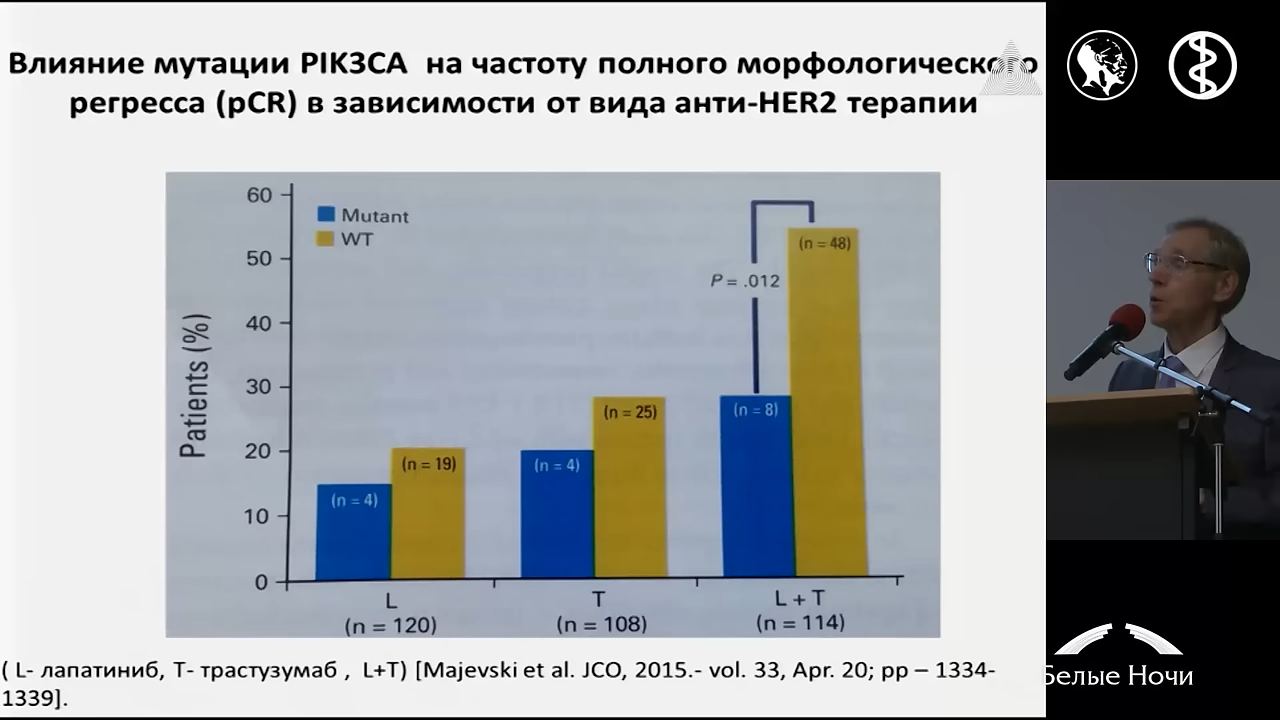 Влияние мутации PIK3CA на частоту полного морфологического
регресса (pCR) в зависимости от вида анти-HER2 терапии
Patients (%)
60
50
40
30
20
10
0
Mutant
WT
(n = 4)
(n = 19)
(n = 4)
(n = 25)
P = .012
(n = 8)
(n = 48)
L
(n = 120)
T
(n = 108)
L + T
(n = 114)
( L- лапатиниб, T- трастузумаб , L+T) [Majevski et al. JCO, 2015.- vol. 33, Apr. 20; pp – 1334-
1339].
Белые Ночи